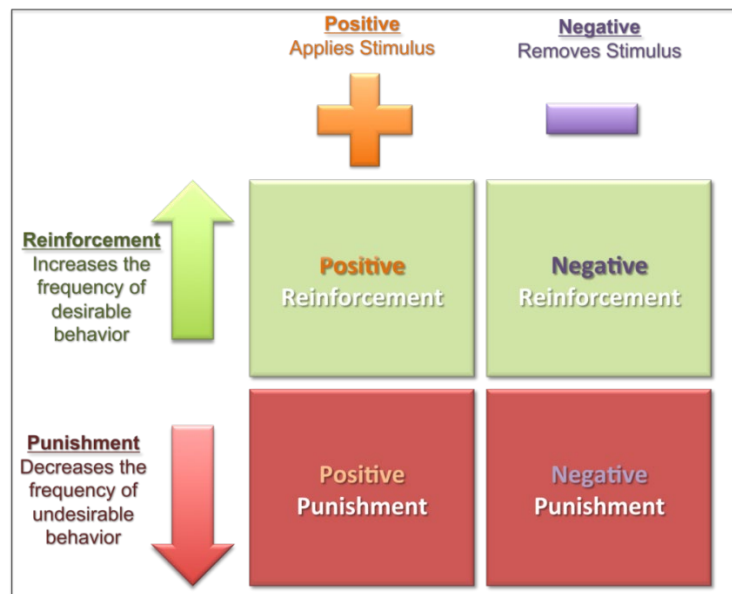 Positive
Applies Stimulus
Negative
Removes Stimulus
Reinforcement
Increases the
frequency of
desirable
behavior
Positive
Reinforcement
Negative
Reinforcement
Punishment
Decreases the
frequency of
undesirable
behavior
Positive
Punishment
Negative
Punishment